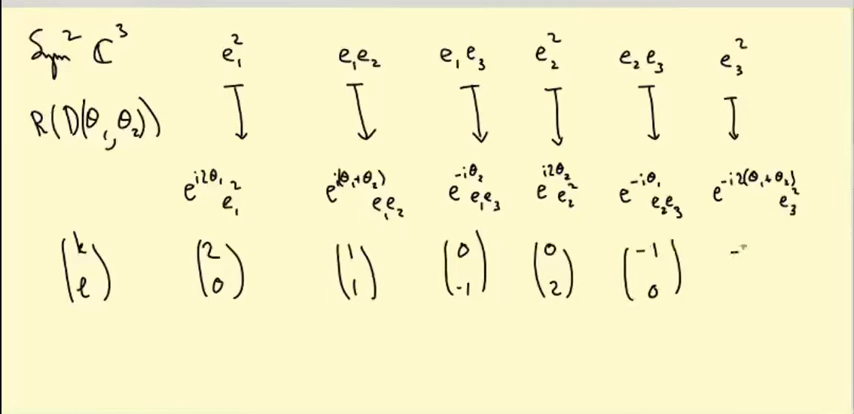 Sym² ℂ³ e₁² e₁e₂ e₁e₃ e₂² e₂e₃ e₃²
R(D(θ₁,θ₂)) ↧ ↧ ↧ ↧ ↧ ↧
e^{i2θ₁} e₁² e^{i(θ₁+θ₂)} e₁e₂ e^{-iθ₂} e₁e₃ e^{i2θ₂} e₂² e^{-iθ₁} e₂e₃ e^{-i2(θ₁+θ₂)} e₃²
(k ℓ) (2 0) (1 1) (0 -1) (0 2) (-1 0) -